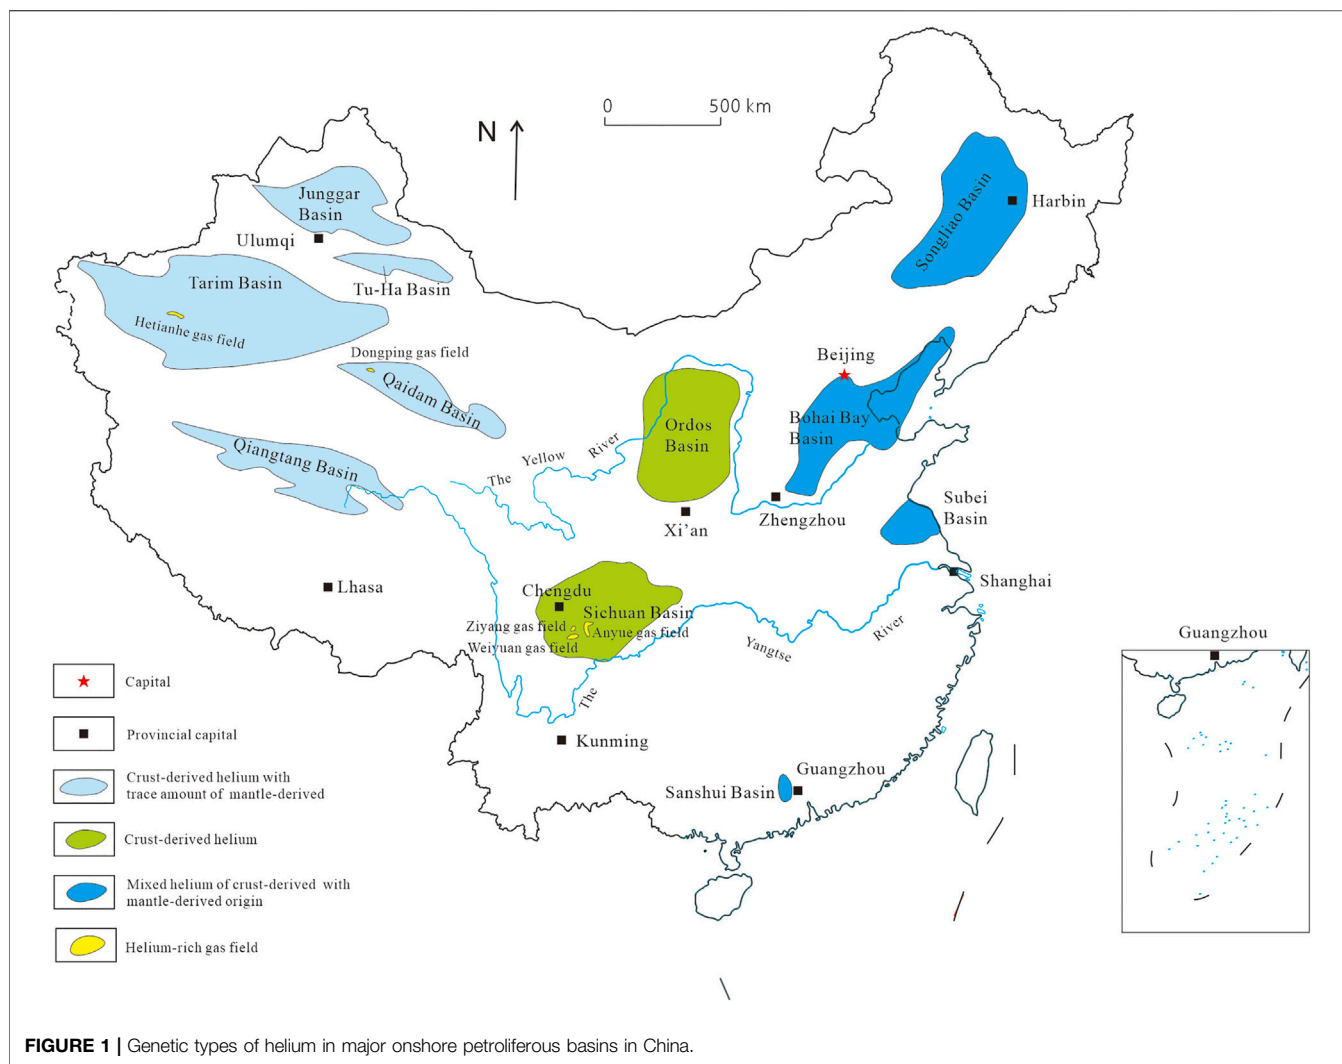 0 500 km
N
Junggar
Basin
Ulumqi
Tarim Basin
Tu-Ha Basin
Hetianhe gas field
Dongping gas field
Qaidam Basin
Qiangtang Basin
Songliao Basin
Harbin
Beijing
Bohai Bay
Basin
Ordos
Basin
The Yellow River
Xi'an
Zhengzhou
Subei
Basin
Shanghai
Lhasa
Chengdu
Sichuan Basin
Ziyang gas field
Anyue gas field
Weiyuan gas field
The Yangtse River
Kunming
Guangzhou
Sanshui Basin
Guangzhou
Capital
Provincial capital
Crust-derived helium with
trace amount of mantle-derived
Crust-derived helium
Mixed helium of crust-derived with
mantle-derived origin
Helium-rich gas field
FIGURE 1 | Genetic types of helium in major onshore petroliferous basins in China.